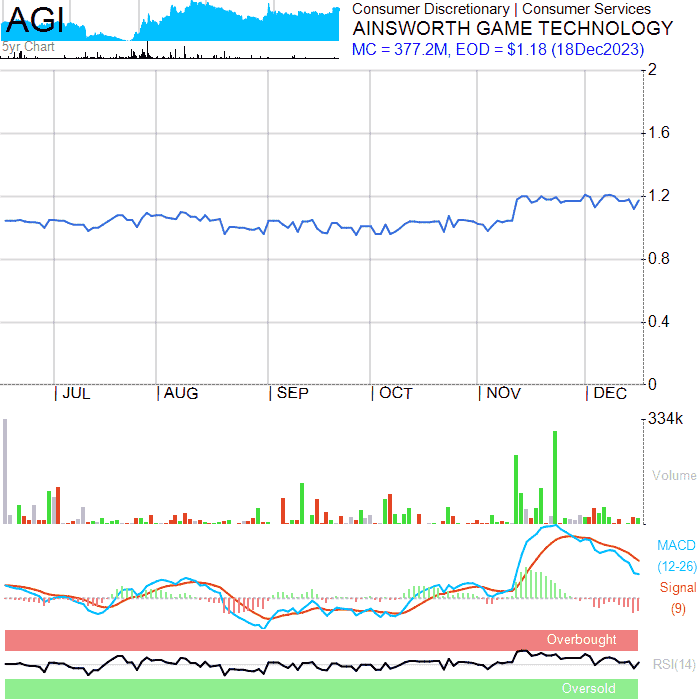 AGI
5yr Chart
Consumer Discretionary | Consumer Services
AINSWORTH GAME TECHNOLOGY
MC = 377.2M, EOD = $1.18 (18Dec2023)
2
1.6
1.2
0.8
0.4
0
| JUL | AUG | SEP | OCT | NOV | DEC
334k
Volume
MACD
(12-26)
Signal
(9)
Overbought
RSI(14)
Oversold